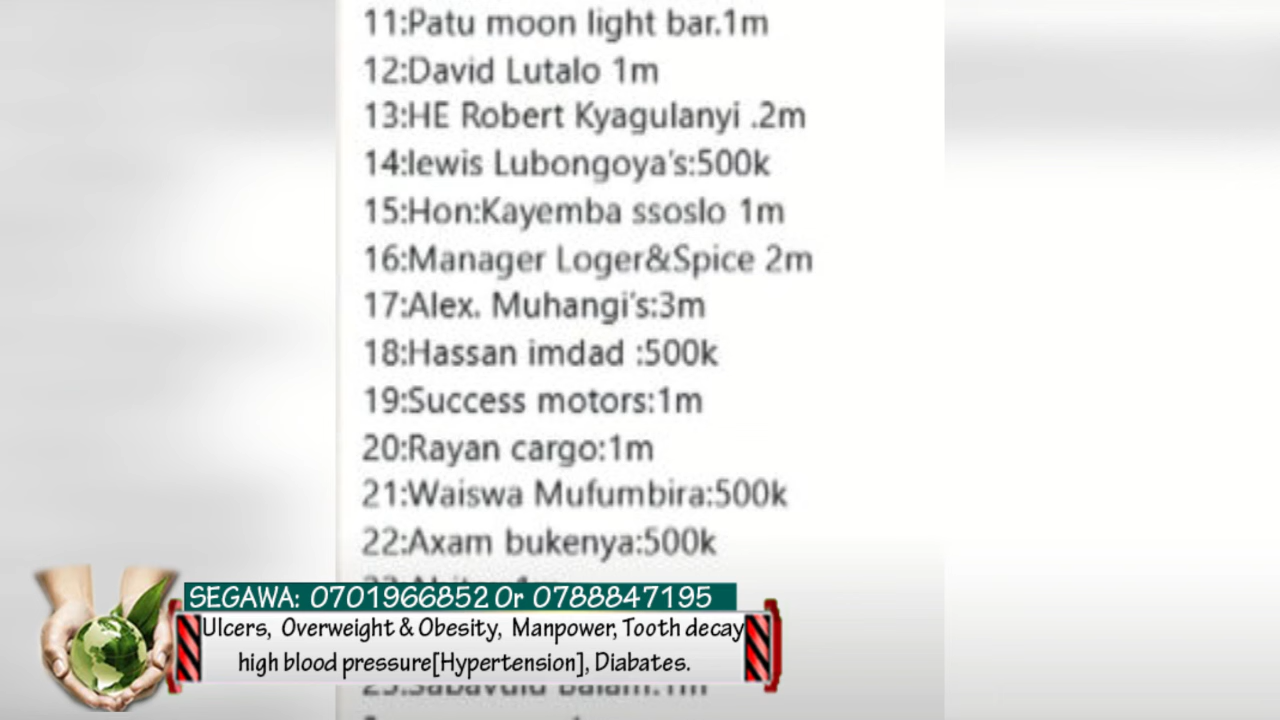 11:Patu moon light bar.1m
12:David Lutalo 1m
13:HE Robert Kyagulanyi .2m
14:lewis Lubongoya's:500k
15:Hon:Kayemba ssoslo 1m
16:Manager Loger&Spice 2m
17:Alex. Muhangi's:3m
18:Hassan imdad :500k
19:Success motors:1m
20:Rayan cargo:1m
21:Waiswa Mufumbira:500k
22:Axam bukenya:500k
SEGAWA: 0701966852 Or 0788847195
Ulcers, Overweight & Obesity, Manpower, Tooth decay
high blood pressure[Hypertension], Diabates.